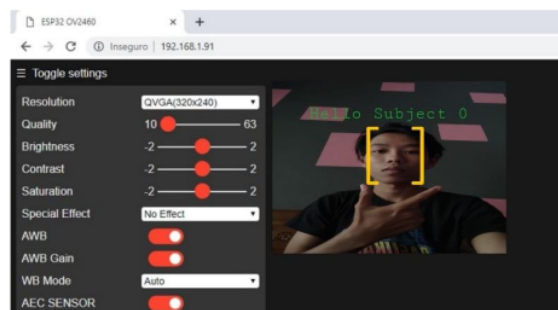 ESP32 OV2460
Inseguro | 192.168.1.91
☰ Toggle settings
Resolution QVGA(320x240)
Quality 10 63
Brightness -2 2
Contrast -2 2
Saturation -2 2
Special Effect No Effect
AWB
AWB Gain
WB Mode Auto
AEC SENSOR
Hello Subject 0